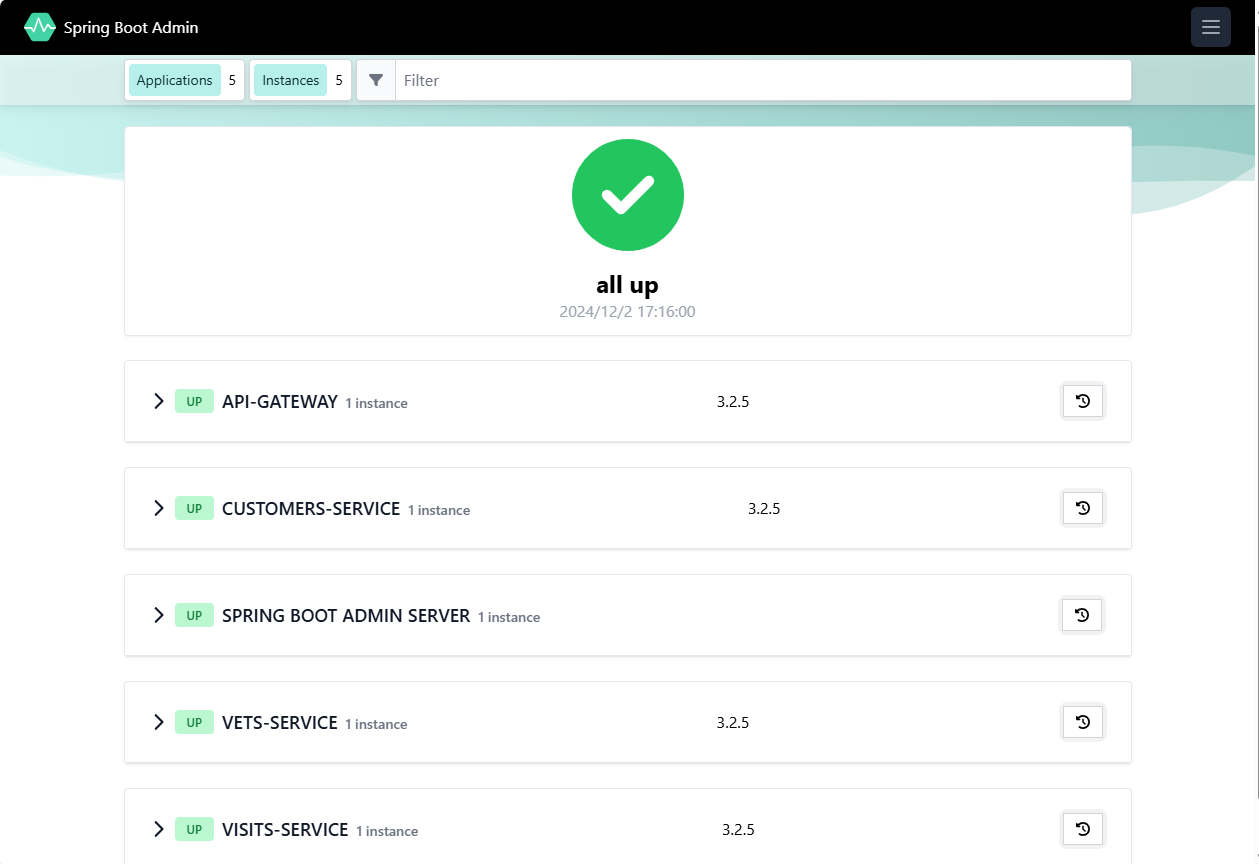 Spring Boot Admin
Applications 5 Instances 5 Filter
all up
2024/12/2 17:16:00
UP API-GATEWAY 1 instance 3.2.5
UP CUSTOMERS-SERVICE 1 instance 3.2.5
UP SPRING BOOT ADMIN SERVER 1 instance
UP VETS-SERVICE 1 instance 3.2.5
UP VISITS-SERVICE 1 instance 3.2.5